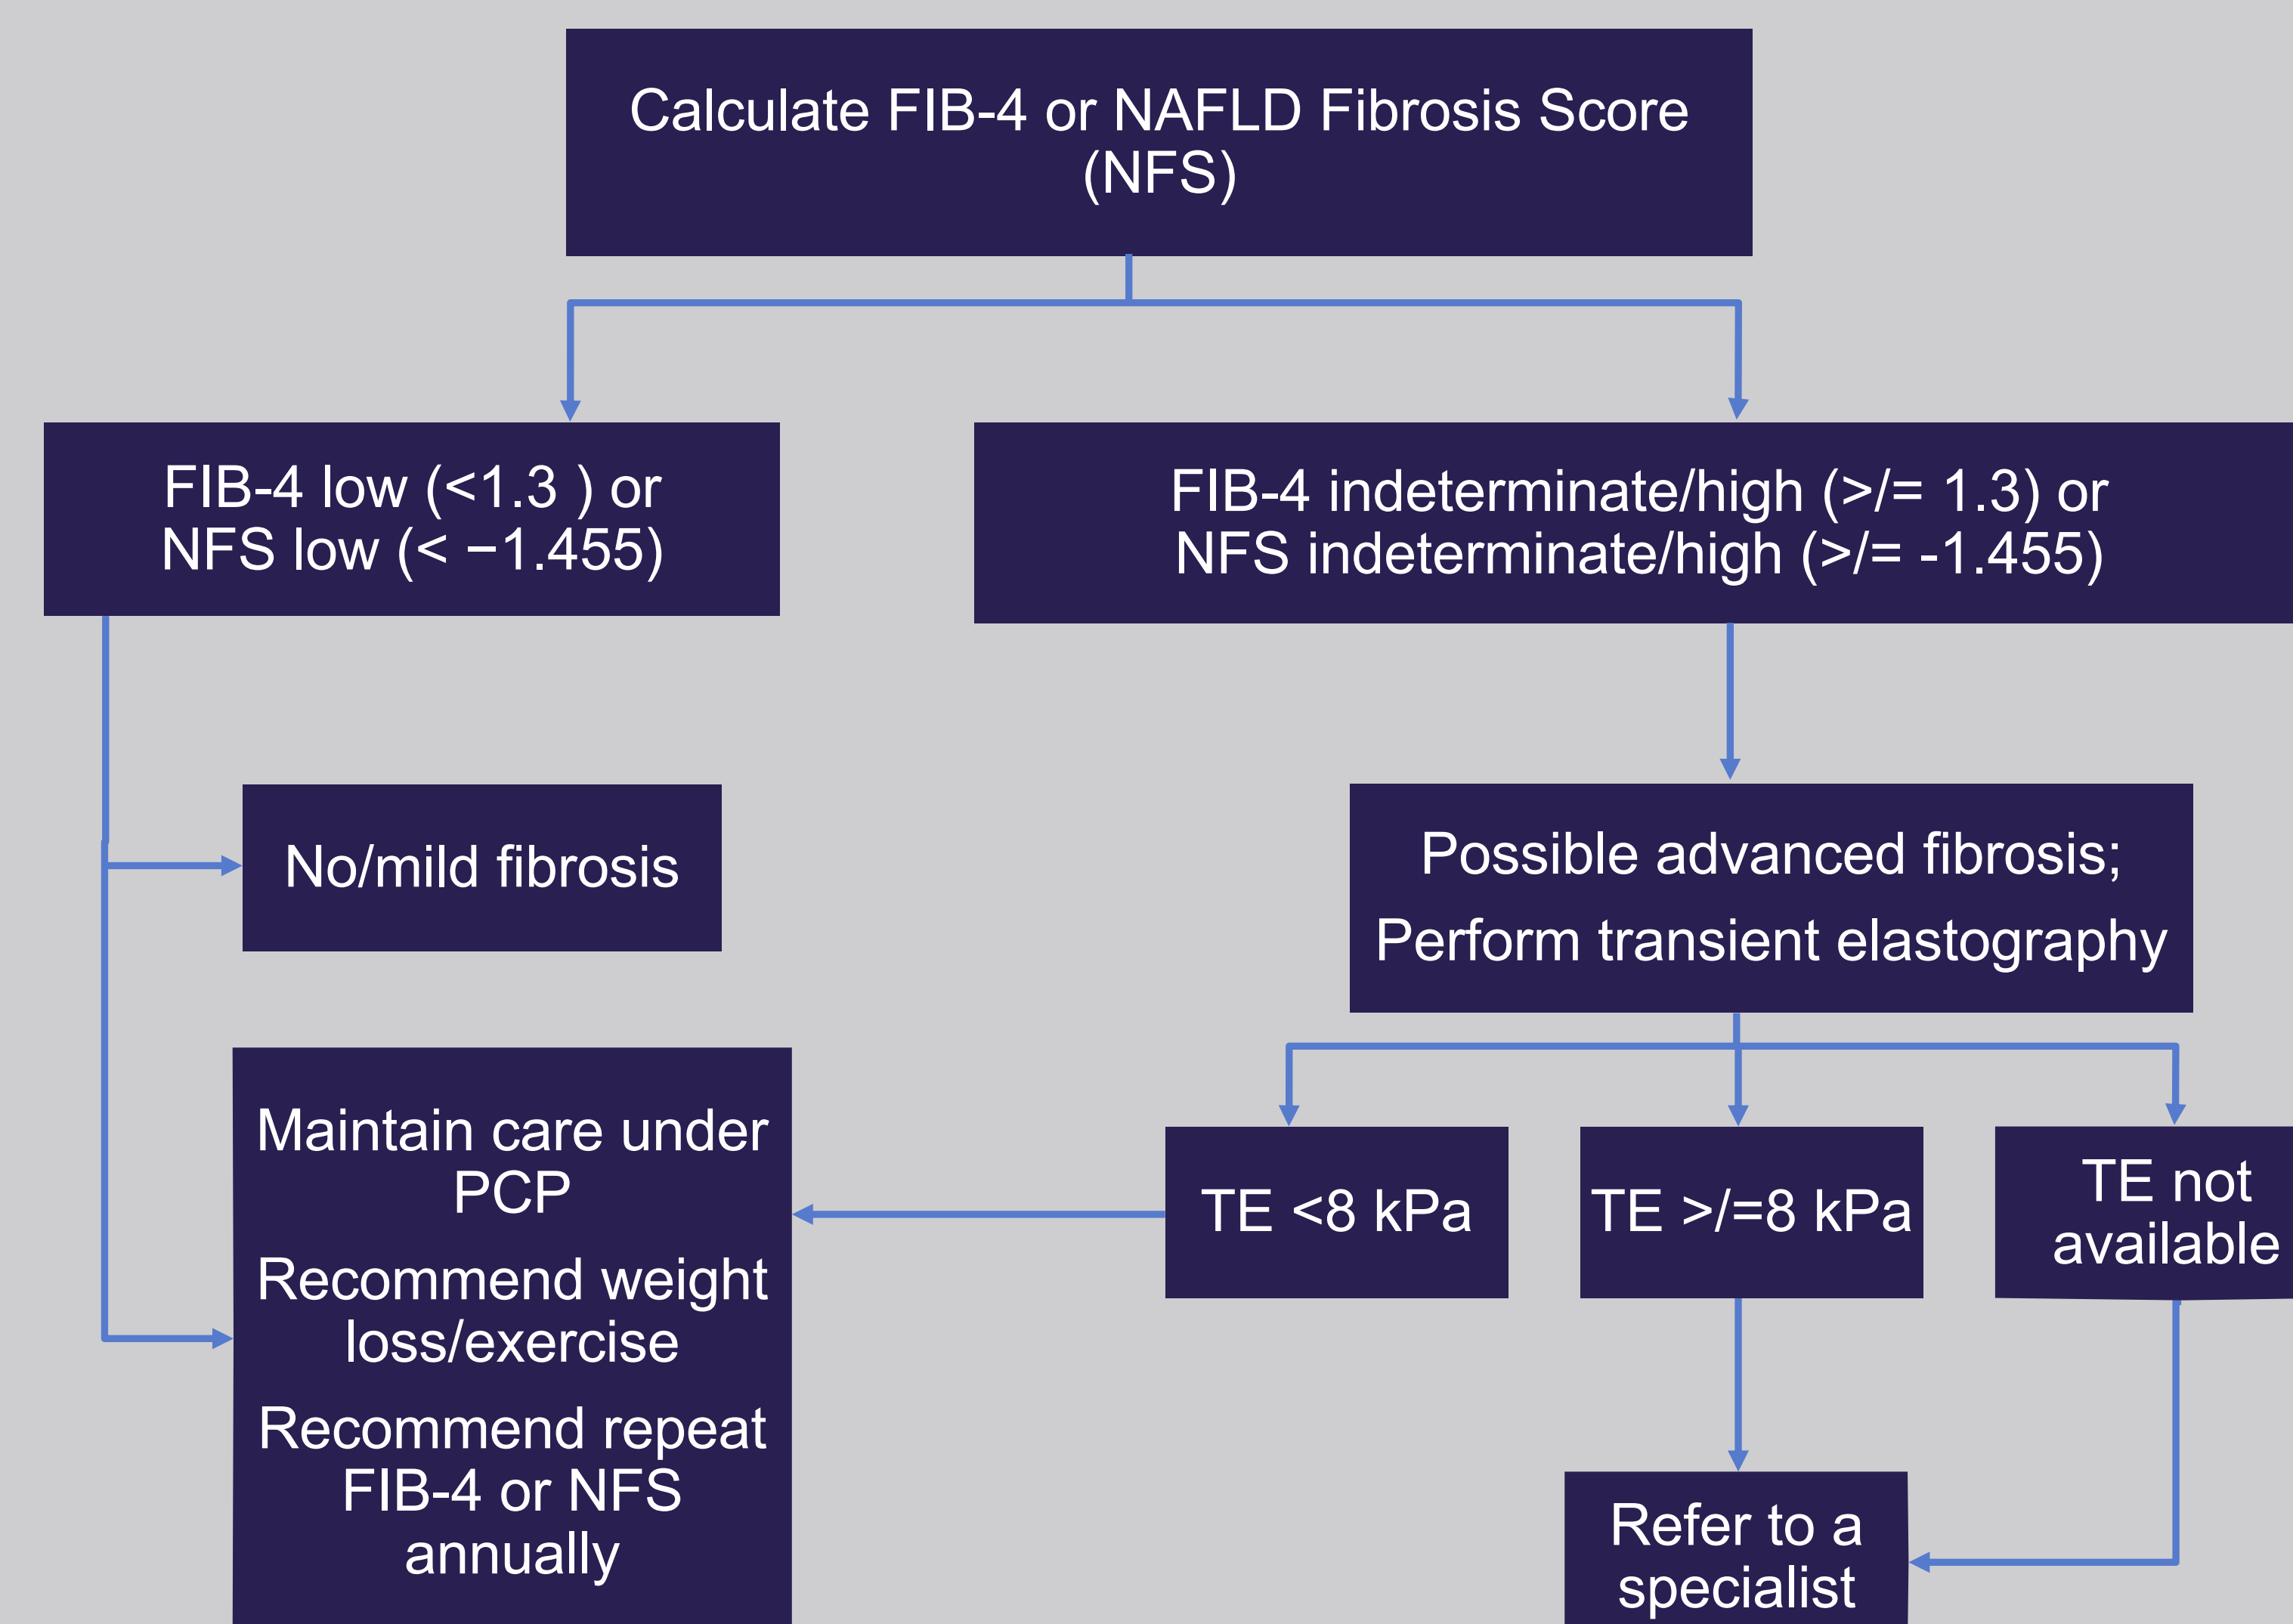 Calculate FIB-4 or NAFLD Fibrosis Score
(NFS)
FIB-4 low (<1.3 ) or
NFS low (< −1.455)
FIB-4 indeterminate/high (>/= 1.3) or
NFS indeterminate/high (>/= -1.455)
No/mild fibrosis
Possible advanced fibrosis;
Perform transient elastography
Maintain care under
PCP
Recommend weight
loss/exercise
Recommend repeat
FIB-4 or NFS
annually
TE <8 kPa
TE >/=8 kPa
TE not
available
Refer to a
specialist